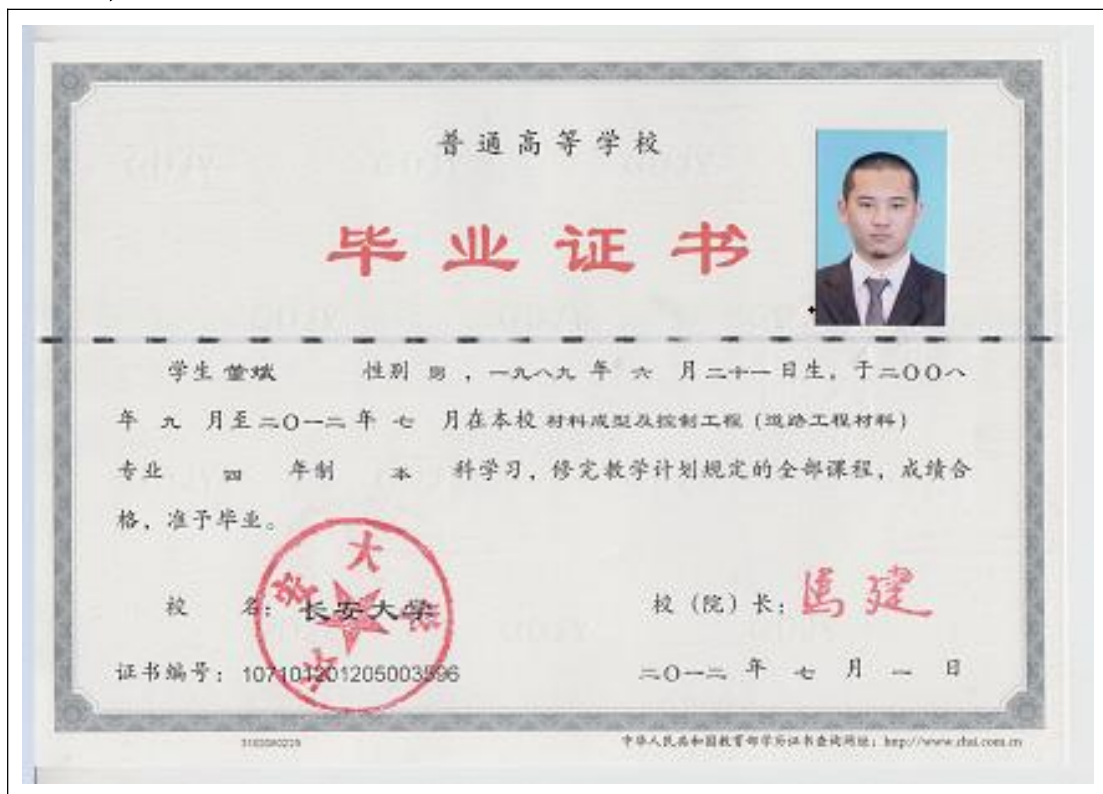 普通高等学校
毕业证书
学生 董斌 性别 男 ，一九八九 年 六 月二十一日生，于二〇〇八
年 九 月至二〇一二年 七 月在本校 材料成型及控制工程（道路工程材料）
专业 四 年制 本 科学习，修完教学计划规定的全部课程，成绩合
格，准予毕业。
校 名：长安大学
校（院）长：馬建
证书编号：107101201205003596
二〇一二 年 七 月 一 日
中华人民共和国教育部学历证书查询网址：http://www.chsi.com.cn